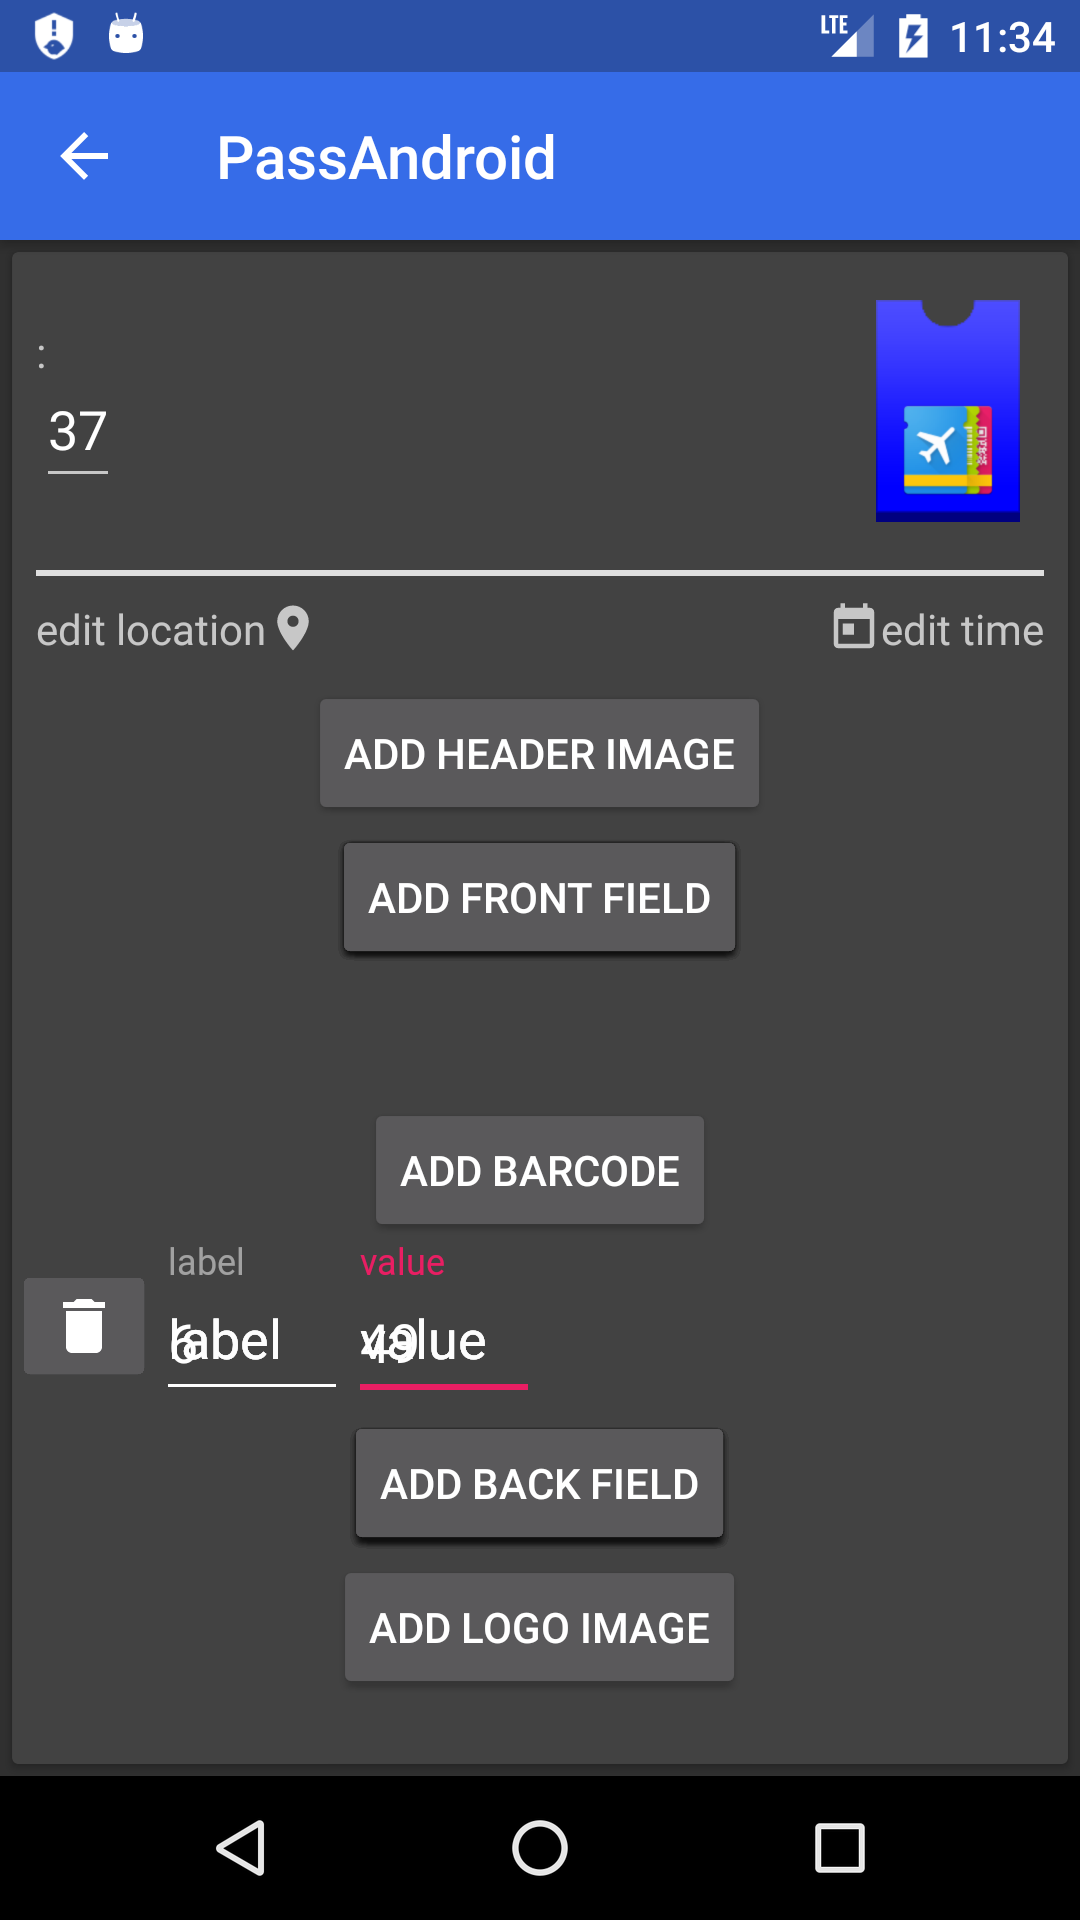 LTE 11:34
PassAndroid
:
37
edit location edit time
ADD HEADER IMAGE
ADD FRONT FIELD
ADD BARCODE
label value
label value
6 49
ADD BACK FIELD
ADD LOGO IMAGE